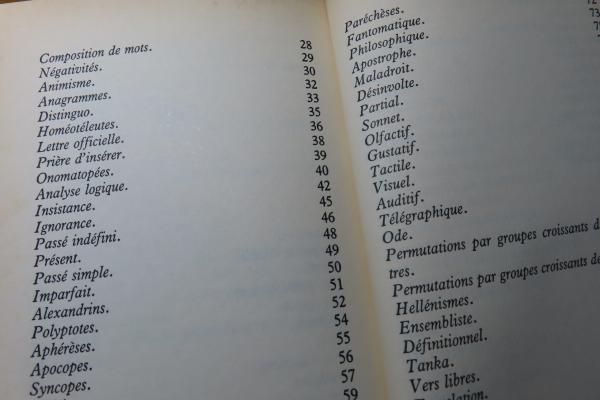 Composition de mots. 28
Négativités. 29
Animisme. 30
Anagrammes. 32
Distinguo. 33
Homéotéleutes. 35
Lettre officielle. 36
Prière d'insérer. 38
Onomatopées. 39
Analyse logique. 40
Insistance. 42
Ignorance. 45
Passé indéfini. 46
Présent. 48
Passé simple. 49
Imparfait. 50
Alexandrins. 51
Polyptotes. 52
Aphérèses. 54
Apocopes. 55
Syncopes. 56
57
59
Paréchèses. 72
Fantomatique. 73
Philosophique.
Apostrophe.
Maladroit.
Désinvolte.
Partial.
Sonnet.
Olfactif.
Gustatif.
Tactile.
Visuel.
Auditif.
Télégraphique.
Ode.
Permutations par groupes croissants d
tres.
Permutations par groupes croissants de
Hellénismes.
Ensembliste.
Définitionnel.
Tanka.
Vers libres.